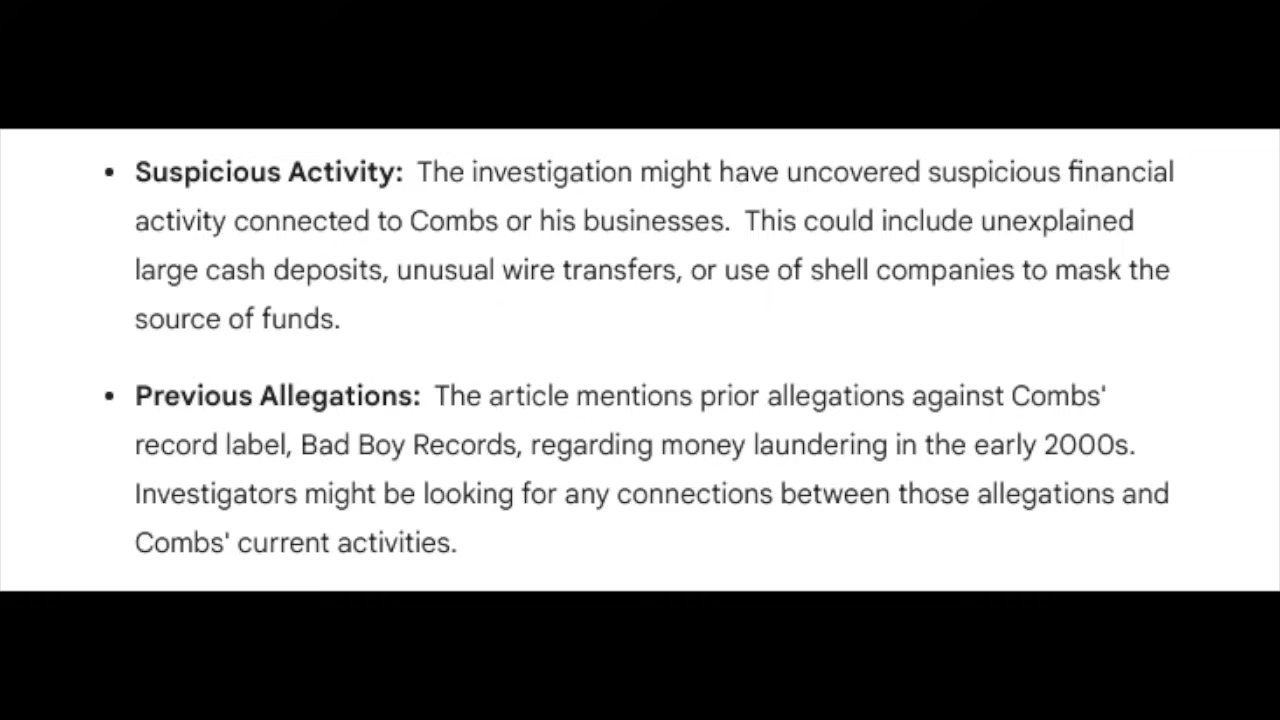 • Suspicious Activity: The investigation might have uncovered suspicious financial
activity connected to Combs or his businesses. This could include unexplained
large cash deposits, unusual wire transfers, or use of shell companies to mask the
source of funds.
• Previous Allegations: The article mentions prior allegations against Combs'
record label, Bad Boy Records, regarding money laundering in the early 2000s.
Investigators might be looking for any connections between those allegations and
Combs' current activities.